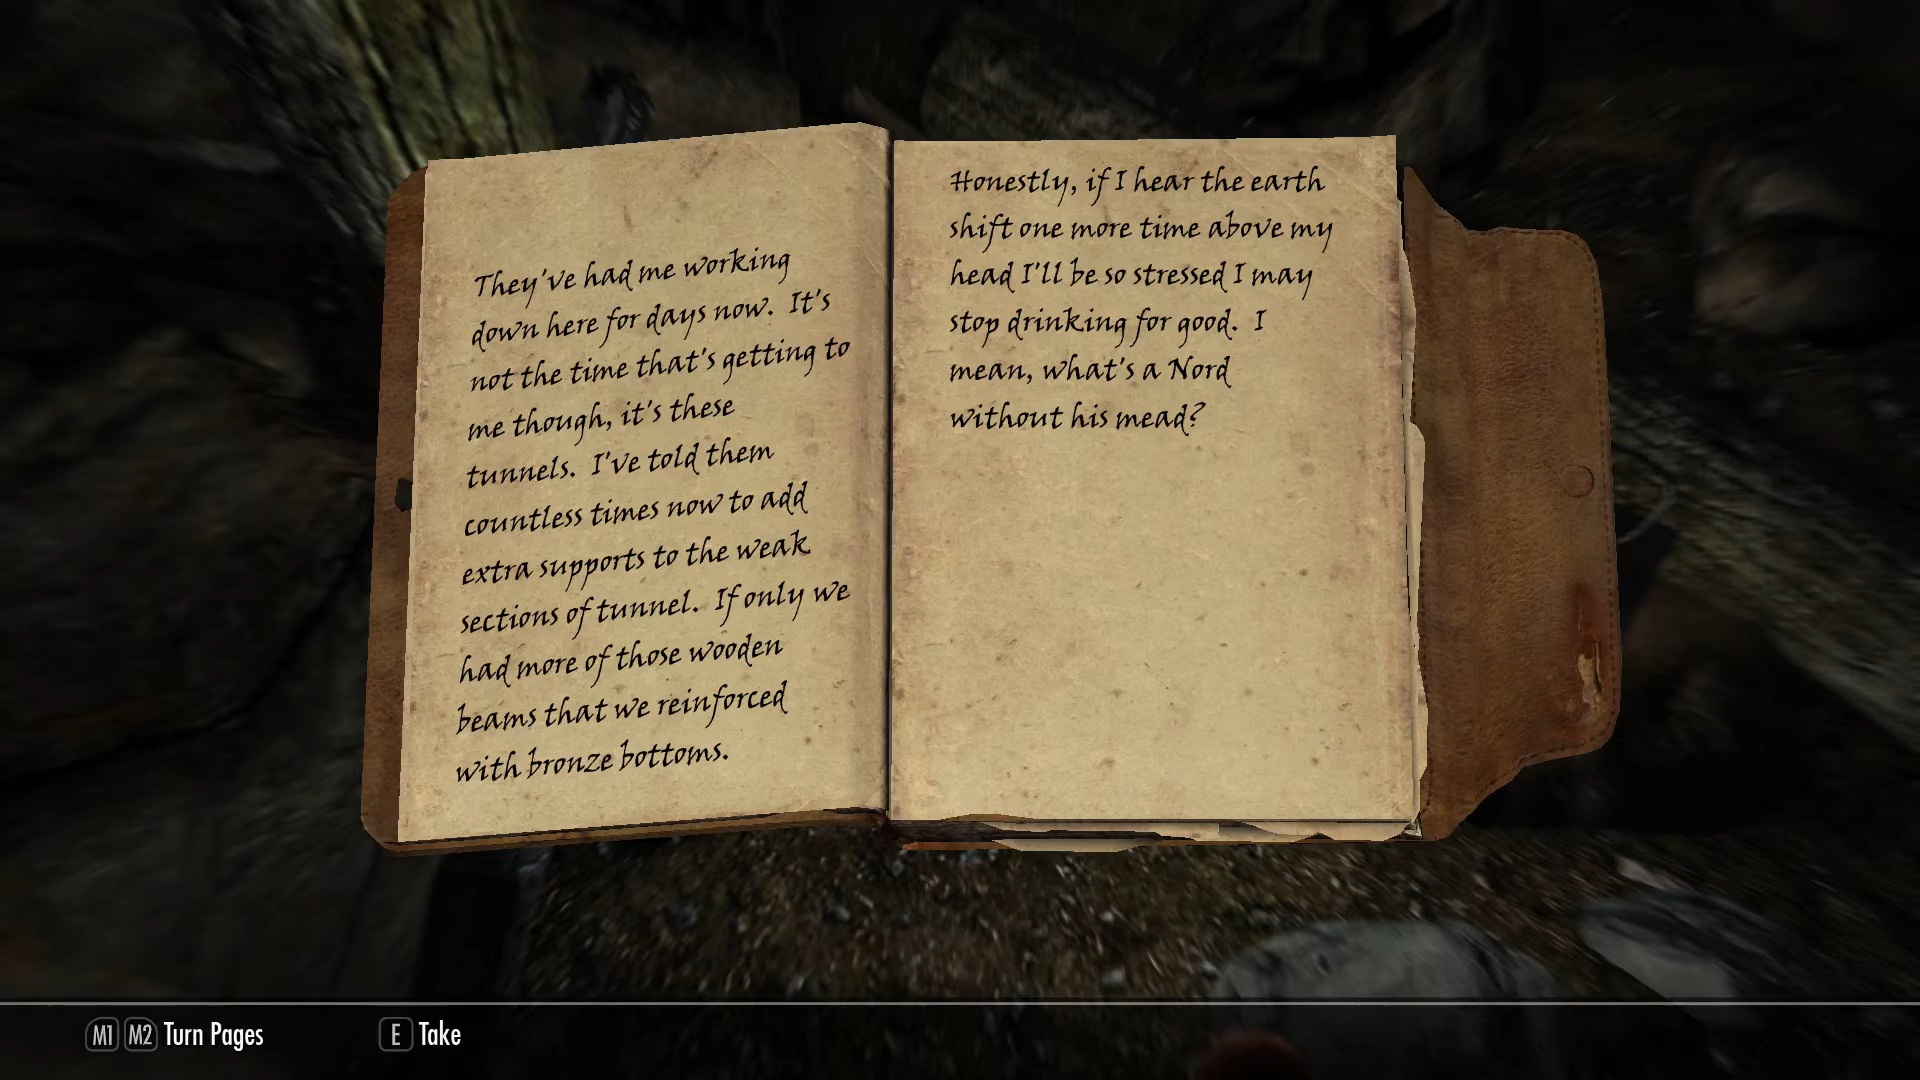 They've had me working
down here for days now.  It's
not the time that's getting to
me though, it's these
tunnels.  I've told them
countless times now to add
extra supports to the weak
sections of tunnel.  If only we
had more of those wooden
beams that we reinforced
with bronze bottoms.
Honestly, if I hear the earth
shift one more time above my
head I'll be so stressed I may
stop drinking for good.  I
mean, what's a Nord
without his mead?
M1 M2 Turn Pages
E Take